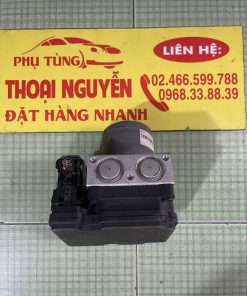 PHỤ TÙNG
LIÊN HỆ:
THOẠI NGUYỄN
02.466.599.788
0968.33.88.39
ĐẶT HÀNG NHANH